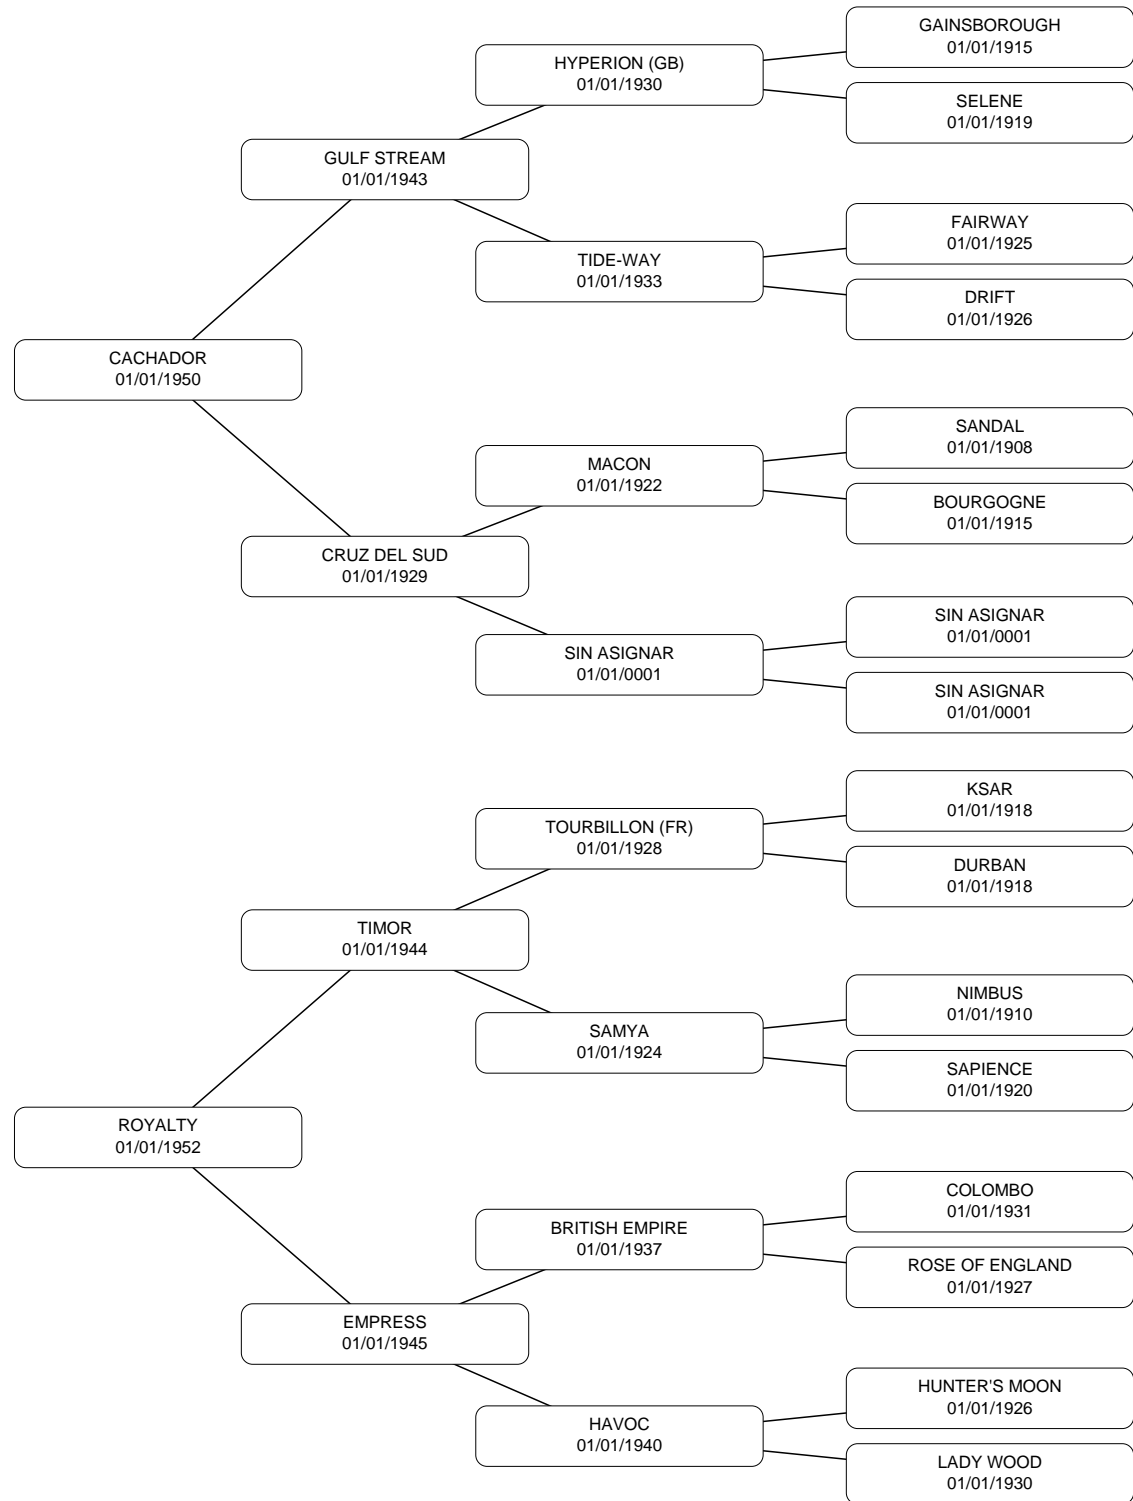 GAINSBOROUGH
01/01/1915
HYPERION (GB)
01/01/1930
SELENE
01/01/1919
GULF STREAM
01/01/1943
FAIRWAY
01/01/1925
TIDE-WAY
01/01/1933
DRIFT
01/01/1926
CACHADOR
01/01/1950
SANDAL
01/01/1908
MACON
01/01/1922
BOURGOGNE
01/01/1915
CRUZ DEL SUD
01/01/1929
SIN ASIGNAR
01/01/0001
SIN ASIGNAR
01/01/0001
SIN ASIGNAR
01/01/0001
KSAR
01/01/1918
TOURBILLON (FR)
01/01/1928
DURBAN
01/01/1918
TIMOR
01/01/1944
NIMBUS
01/01/1910
SAMYA
01/01/1924
SAPIENCE
01/01/1920
ROYALTY
01/01/1952
COLOMBO
01/01/1931
BRITISH EMPIRE
01/01/1937
ROSE OF ENGLAND
01/01/1927
EMPRESS
01/01/1945
HUNTER'S MOON
01/01/1926
HAVOC
01/01/1940
LADY WOOD
01/01/1930